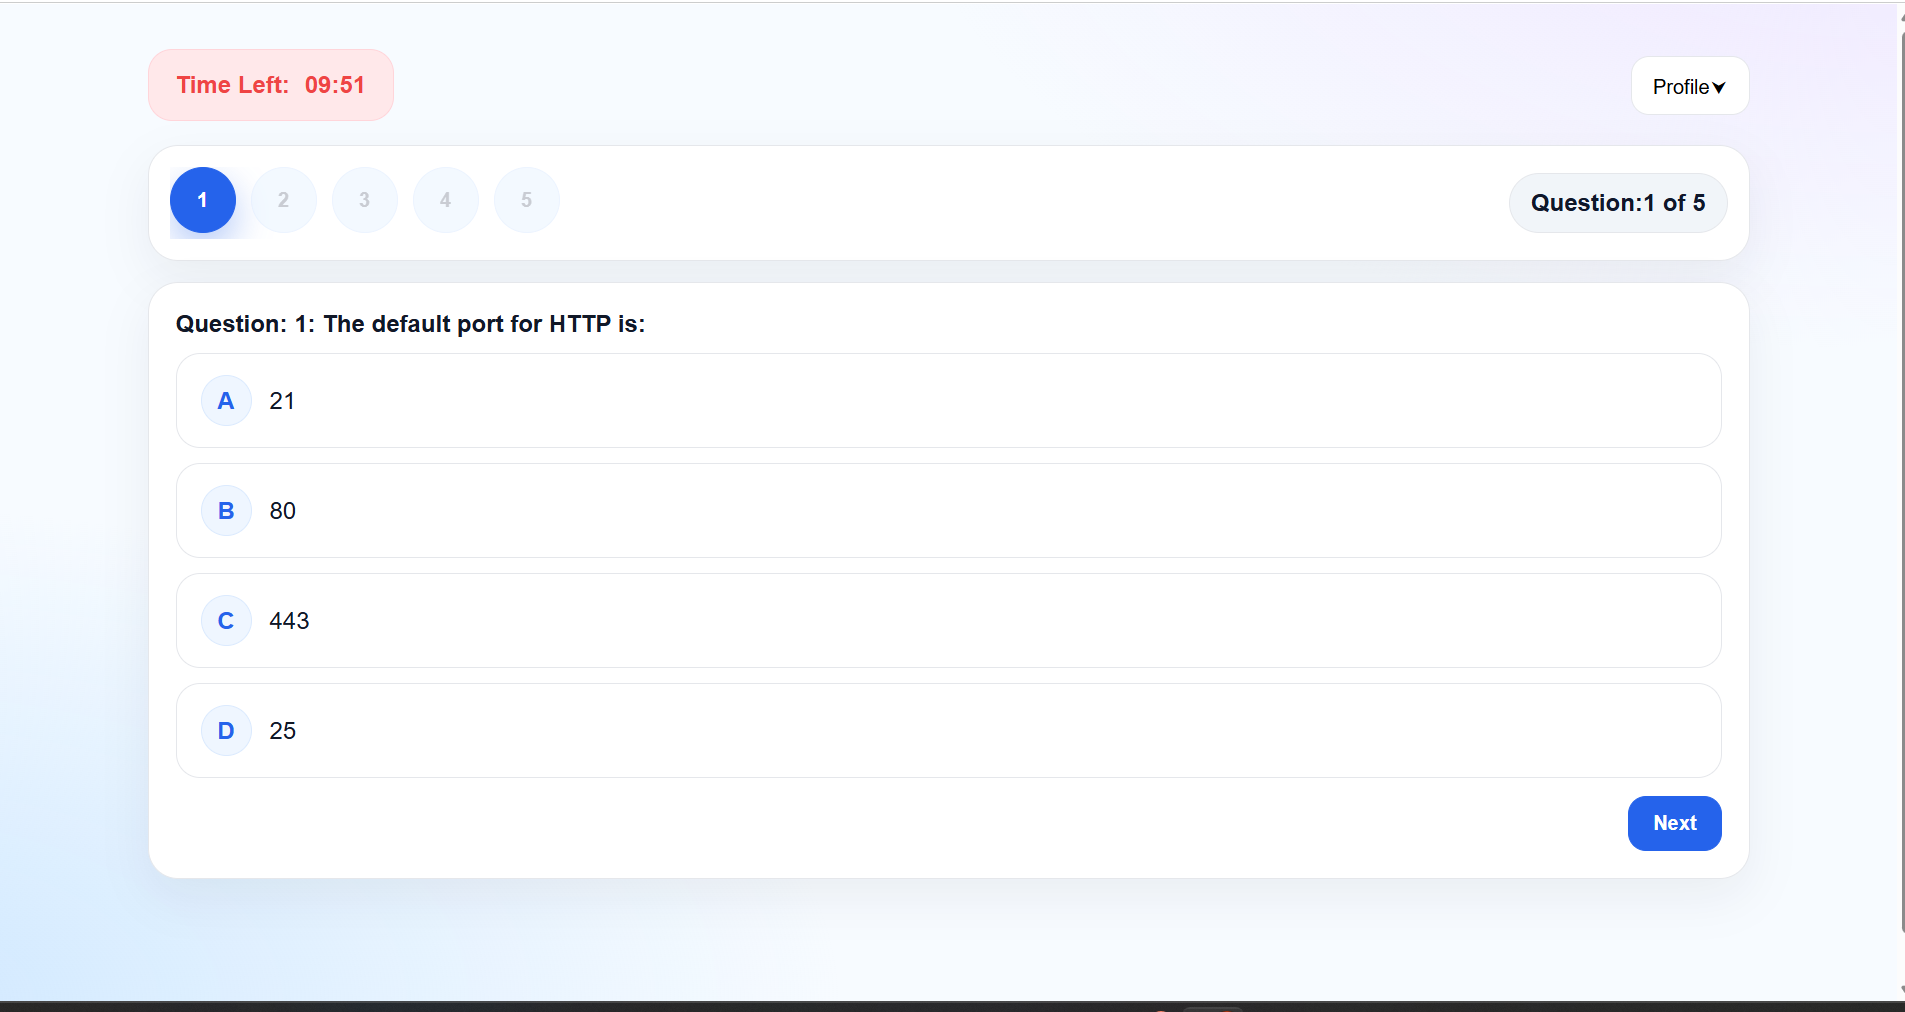 Time Left: 09:51
Profile
1 2 3 4 5
Question:1 of 5
Question: 1: The default port for HTTP is:
A 21
B 80
C 443
D 25
Next